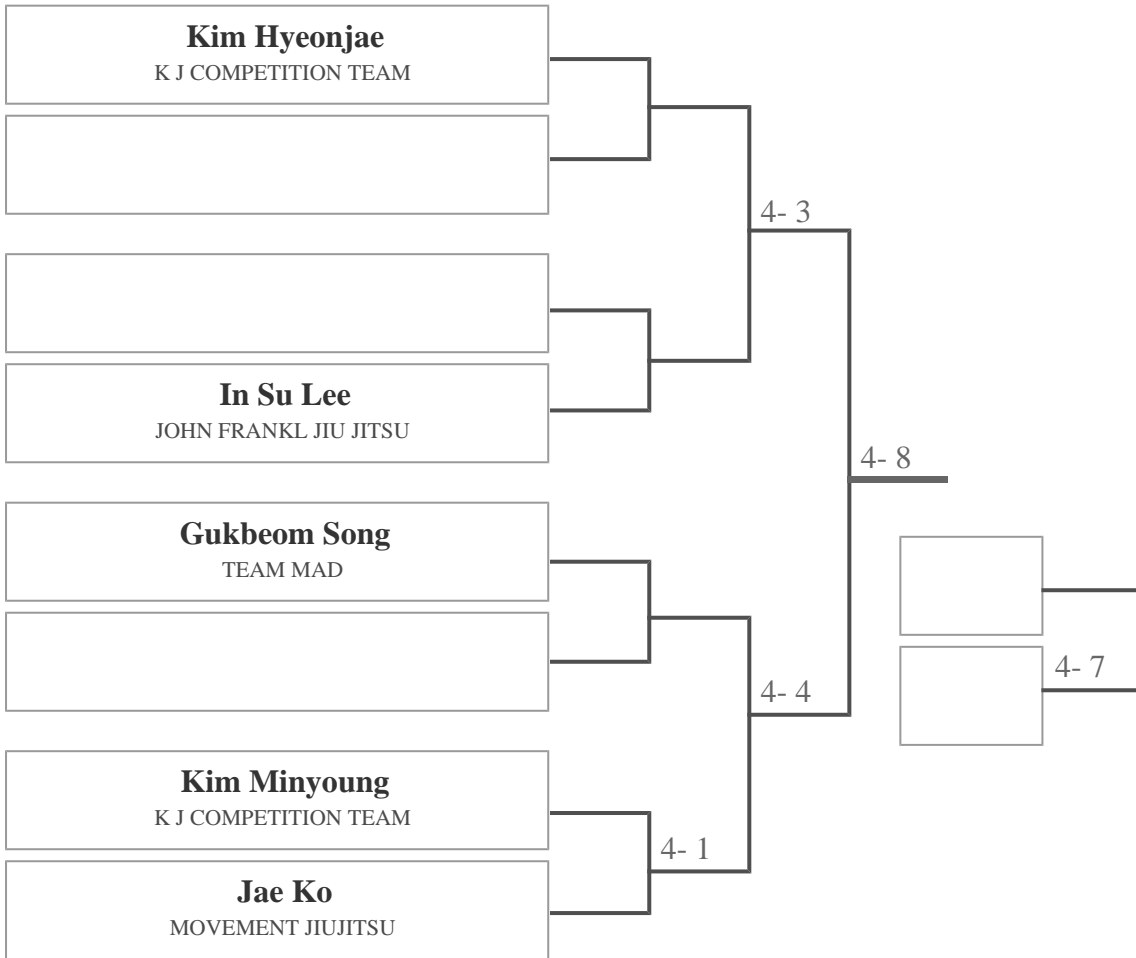 Kim Hyeonjae
K J COMPETITION TEAM
4- 3
In Su Lee
JOHN FRANKL JIU JITSU
4- 8
Gukbeom Song
TEAM MAD
4- 7
4- 4
Kim Minyoung
K J COMPETITION TEAM
4- 1
Jae Ko
MOVEMENT JIUJITSU